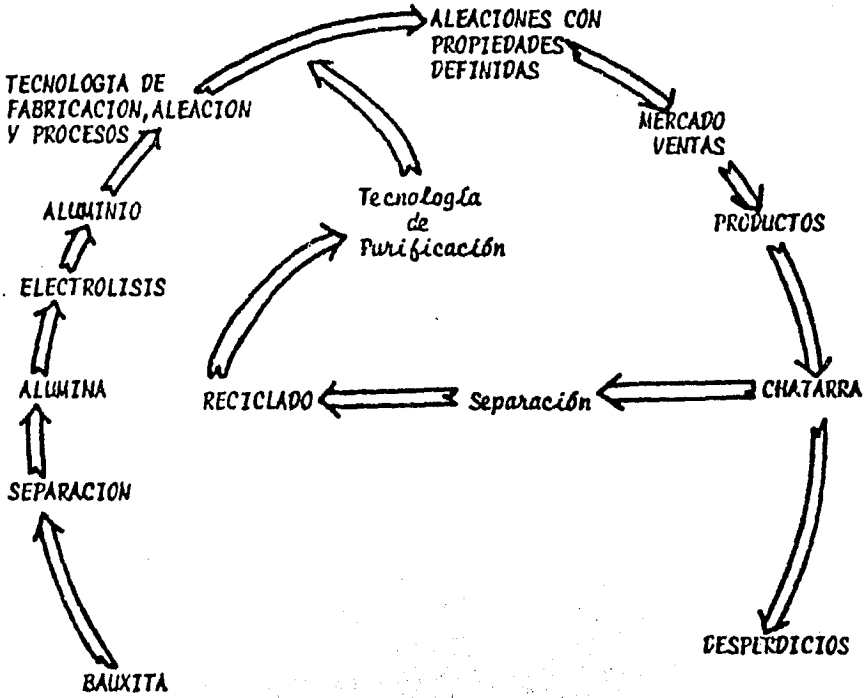 ALEACIONES CON
PROPIEDADES
DEFINIDAS
TECNOLOGIA DE
FABRICACION, ALEACION
Y PROCESOS
MERCADO
VENTAS
ALUMINIO
Tecnología
de
Purificación
PRODUCTOS
ELECTROLISIS
ALUMINA
RECICLADO
Separación
CHATARRA
SEPARACION
DESPERDICIOS
BAUXITA